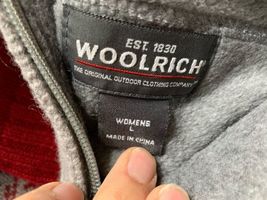 EST. 1830
WOOLRICH
THE ORIGINAL OUTDOOR CLOTHING COMPANY
WOMENS
L
MADE IN CHINA